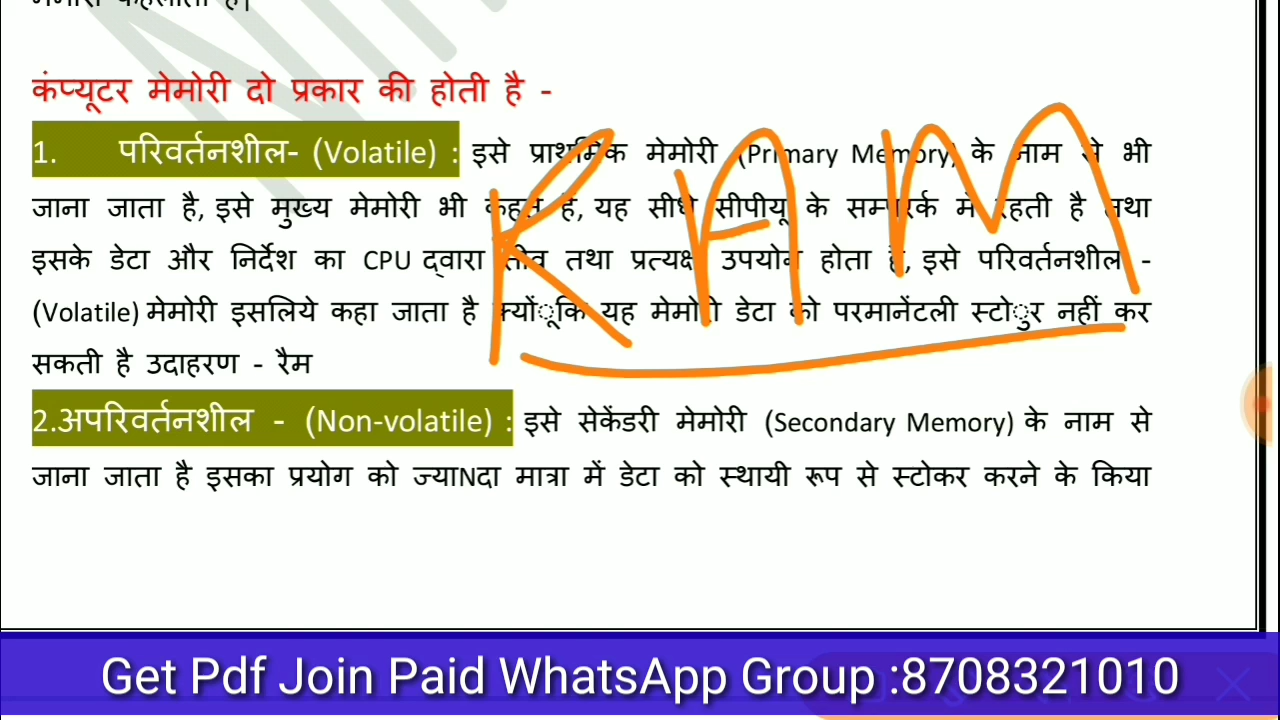 कंप्यूटर मेमोरी दो प्रकार की होती है -
1. परिवर्तनशील- (Volatile) : इसे प्राथमिक मेमोरी (Primary Memory) के नाम से भी
जाना जाता है, इसे मुख्य मेमोरी भी कहते हैं, यह सीधे सीपीयू के सम्पर्क में रहती है तथा
इसके डेटा और निर्देश का CPU द्वारा तीव्र तथा प्रत्यक्ष उपयोग होता है, इसे परिवर्तनशील -
(Volatile) मेमोरी इसलिये कहा जाता है क्योंूकि यह मेमोरी डेटा को परमानेंटली स्टोुर नहीं कर
सकती है उदाहरण - रैम
RAM
2.अपरिवर्तनशील - (Non-volatile) : इसे सेकेंडरी मेमोरी (Secondary Memory) के नाम से
जाना जाता है इसका प्रयोग को ज्याNदा मात्रा में डेटा को स्थायी रूप से स्टोकर करने के किया
Get Pdf Join Paid WhatsApp Group :8708321010